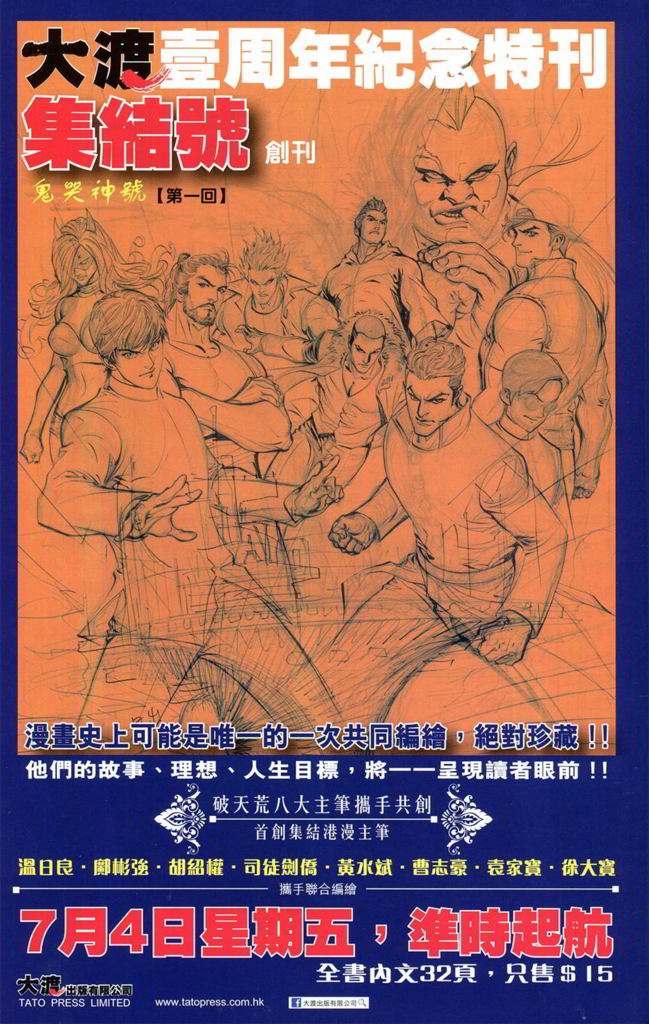 大渡壹周年紀念特刊
集結號 創刊
鬼哭神號【第一回】
漫畫史上可能是唯一的一次共同編繪，絕對珍藏!!
他們的故事、理想、人生目標，將一一呈現讀者眼前!!
破天荒八大主筆攜手共創
首創集結港漫主筆
溫日良·鄺彬強·胡紹權·司徒劍僑·黃水斌·曹志豪·袁家寶·徐大寶
攜手聯合編繪
7月4日星期五，準時起航
全書內文32頁，只售$15
大渡出版有限公司
TATO PRESS LIMITED www.tatopress.com.hk 大渡出版有限公司